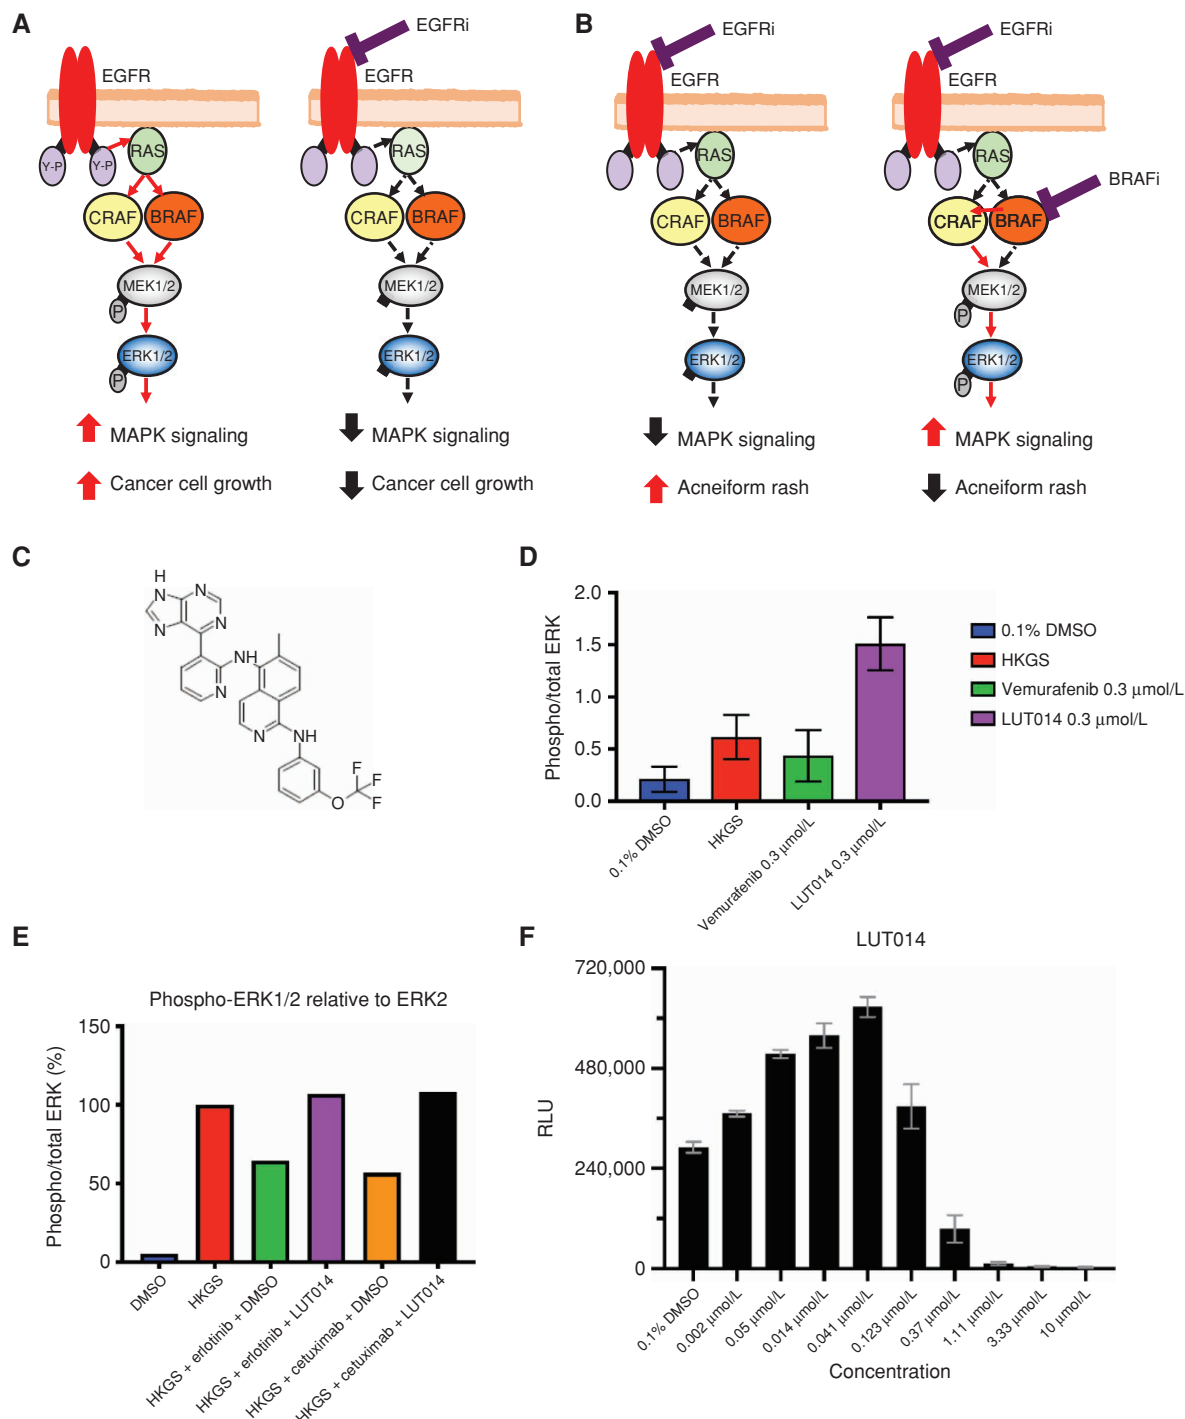 A
EGFRi
EGFR
EGFR
Y-P
Y-P
RAS
RAS
CRAF
BRAF
CRAF
BRAF
MEK1/2
MEK1/2
P
ERK1/2
ERK1/2
P
MAPK signaling
MAPK signaling
Cancer cell growth
Cancer cell growth
B
EGFRi
EGFRi
EGFR
EGFR
RAS
RAS
BRAFi
CRAF
BRAF
CRAF
BRAF
MEK1/2
MEK1/2
P
ERK1/2
ERK1/2
P
MAPK signaling
MAPK signaling
Acneiform rash
Acneiform rash
C
H
N
N
N
N
NH
N
N
NH
F
F
F
O
D
Phospho/total ERK
2.0
1.5
1.0
0.5
0.0
0.1% DMSO
HKGS
Vemurafenib 0.3 μmol/L
LUT014 0.3 μmol/L
0.1% DMSO
HKGS
Vemurafenib 0.3 μmol/L
LUT014 0.3 μmol/L
E
Phospho-ERK1/2 relative to ERK2
Phospho/total ERK (%)
150
100
50
0
DMSO
HKGS
HKGS + erlotinib + DMSO
HKGS + erlotinib + LUT014
HKGS + cetuximab + DMSO
HKGS + cetuximab + LUT014
F
LUT014
RLU
720,000
480,000
240,000
0
0.1% DMSO
0.002 μmol/L
0.05 μmol/L
0.014 μmol/L
0.041 μmol/L
0.123 μmol/L
0.37 μmol/L
1.11 μmol/L
3.33 μmol/L
10 μmol/L
Concentration